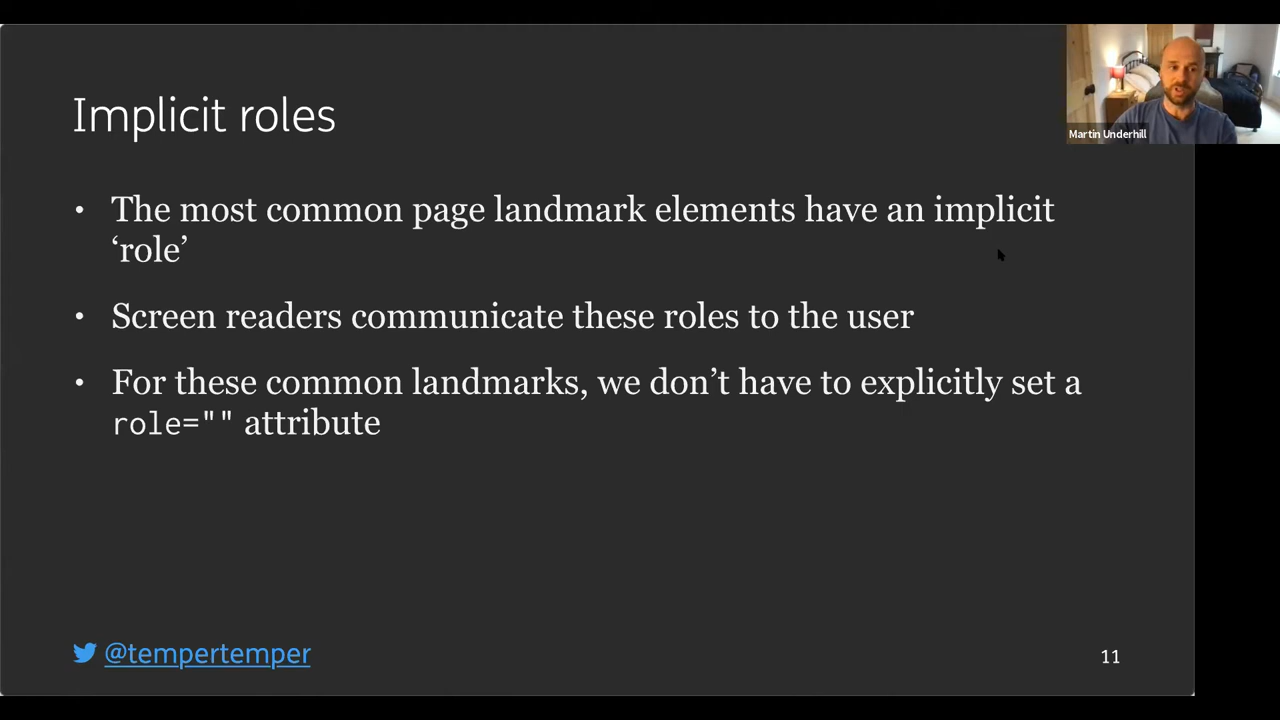 Implicit roles
Martin Underhill
• The most common page landmark elements have an implicit
‘role’
• Screen readers communicate these roles to the user
• For these common landmarks, we don’t have to explicitly set a
role="" attribute
@tempertemper
11